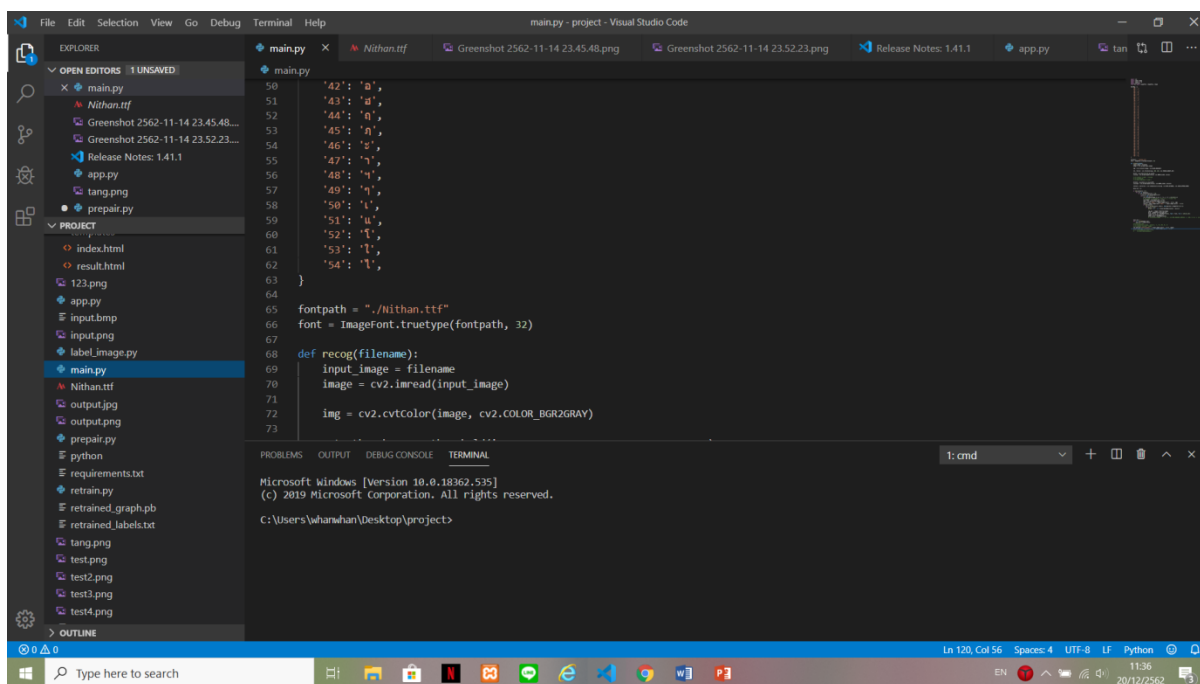 File Edit Selection View Go Debug Terminal Help
main.py - project - Visual Studio Code
EXPLORER
main.py
Nithan.ttf
Greenshot 2562-11-14 23.45.48.png
Greenshot 2562-11-14 23.52.23.png
Release Notes: 1.41.1
app.py
tan
OPEN EDITORS 1 UNSAVED
main.py
Nithan.ttf
Greenshot 2562-11-14 23.45.48....
Greenshot 2562-11-14 23.52.23....
Release Notes: 1.41.1
app.py
tang.png
prepair.py
PROJECT
index.html
result.html
123.png
app.py
input.bmp
input.png
label_image.py
main.py
Nithan.ttf
output.jpg
output.png
prepair.py
python
requirements.txt
retrain.py
retrained_graph.pb
retrained_labels.txt
tang.png
test.png
test2.png
test3.png
test4.png
OUTLINE
main.py
50 '42': 'อ',
51 '43': 'ฮ',
52 '44': 'ฤ',
53 '45': 'ฦ',
54 '46': 'ะ',
55 '47': 'า',
56 '48': 'ฯ',
57 '49': 'ๆ',
58 '50': 'เ',
59 '51': 'แ',
60 '52': 'โ',
61 '53': 'ใ',
62 '54': 'ไ',
63 }
64
65 fontpath = "./Nithan.ttf"
66 font = ImageFont.truetype(fontpath, 32)
67
68 def recog(filename):
69 input_image = filename
70 image = cv2.imread(input_image)
71
72 img = cv2.cvtColor(image, cv2.COLOR_BGR2GRAY)
73
PROBLEMS OUTPUT DEBUG CONSOLE TERMINAL
1: cmd
Microsoft Windows [Version 10.0.18362.535]
(c) 2019 Microsoft Corporation. All rights reserved.
C:\Users\whanwhan\Desktop\project>
0 0
Ln 120, Col 56 Spaces: 4 UTF-8 LF Python
Type here to search
EN
11:36
20/12/2562